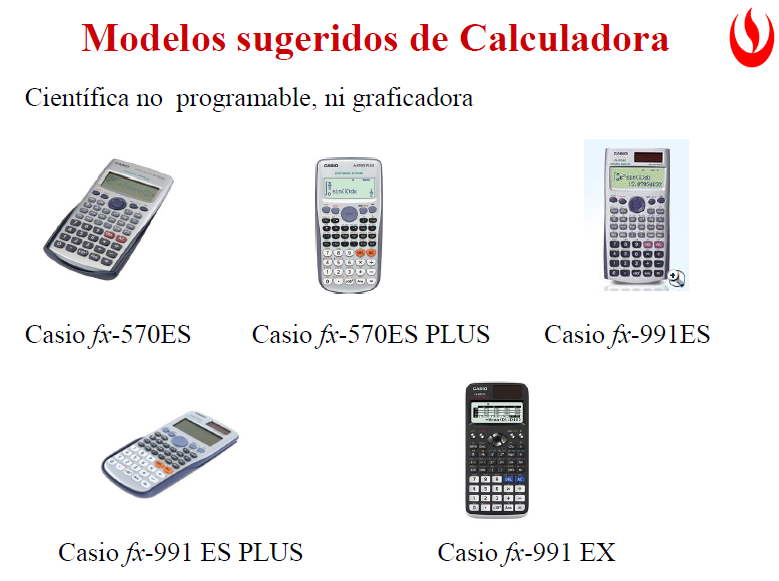 Modelos sugeridos de Calculadora
Científica no programable, ni graficadora
Casio fx-570ES
Casio fx-570ES PLUS
Casio fx-991ES
Casio fx-991 ES PLUS
Casio fx-991 EX